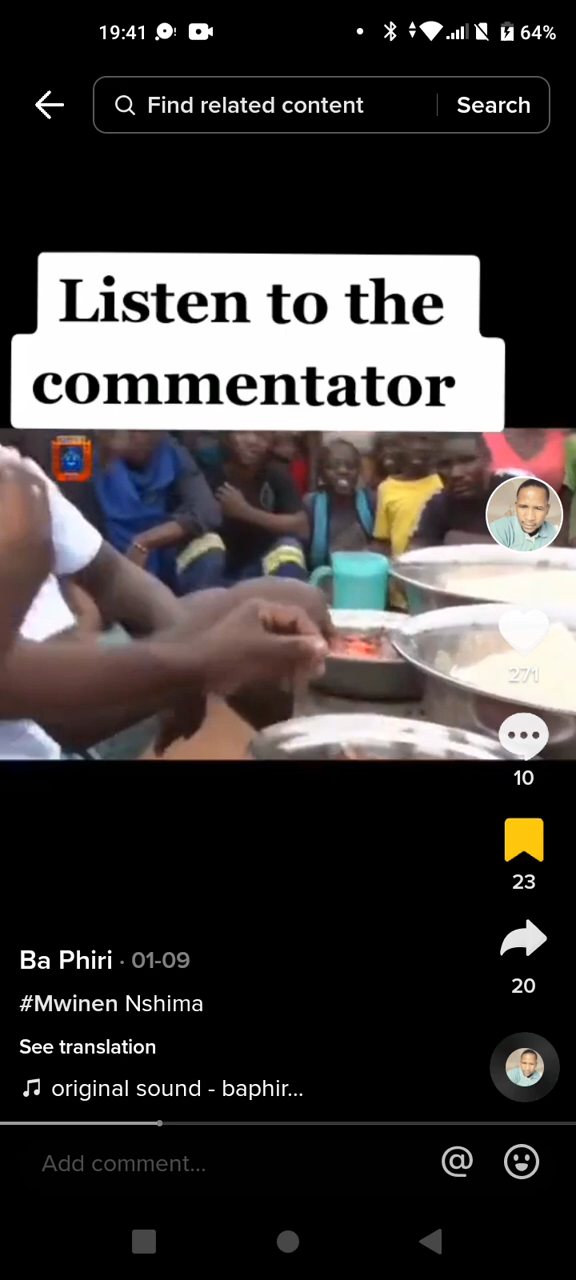 19:41
64%
Find related content
Search
Listen to the
commentator
271
10
23
20
Ba Phiri · 01-09
#Mwinen Nshima
See translation
original sound - baphir...
Add comment...